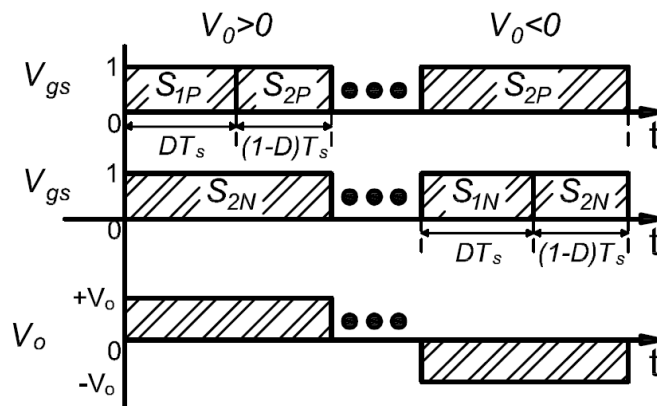 V0>0 V0<0
Vgs 1 S1P S2P S2P
0 t
DTs (1-D)Ts
Vgs 1 S2N S1N S2N
0 t
DTs (1-D)Ts
+Vo
Vo 0 t
-Vo